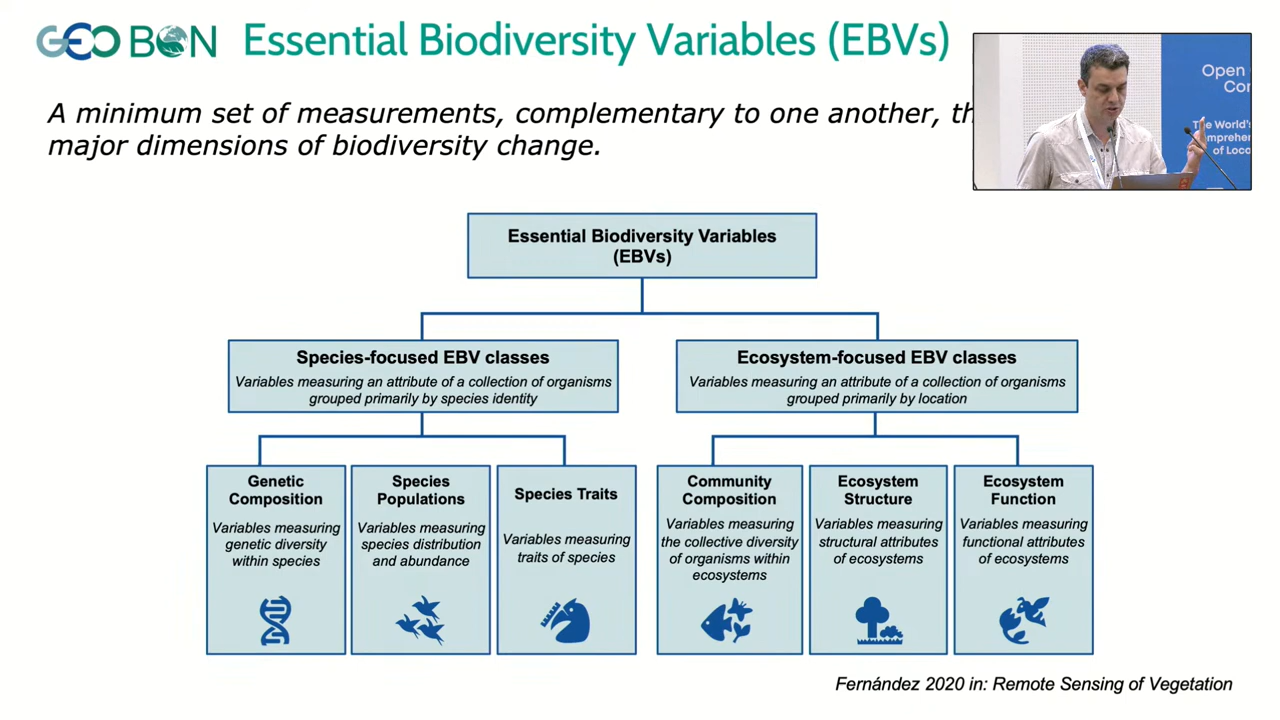 GEO BON Essential Biodiversity Variables (EBVs)
A minimum set of measurements, complementary to one another,
major dimensions of biodiversity change.
Open
The World's
of
Essential Biodiversity Variables
(EBVs)
Species-focused EBV classes
Variables measuring an attribute of a collection of organisms
grouped primarily by species identity
Ecosystem-focused EBV classes
Variables measuring an attribute of a collection of organisms
grouped primarily by location
Genetic
Composition
Variables measuring
genetic diversity
within species
Species
Populations
Variables measuring
species distribution
and abundance
Species Traits
Variables measuring
traits of species
Community
Composition
Variables measuring
the collective diversity
of organisms within
ecosystems
Ecosystem
Structure
Variables measuring
structural attributes
of ecosystems
Ecosystem
Function
Variables measuring
functional attributes
of ecosystems
Fernández 2020 in: Remote Sensing of Vegetation